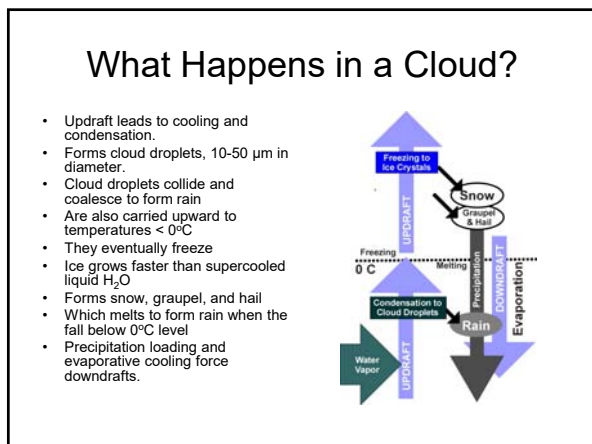 What Happens in a Cloud?
• Updraft leads to cooling and
condensation.
• Forms cloud droplets, 10-50 µm in
diameter.
• Cloud droplets collide and
coalesce to form rain
• Are also carried upward to
temperatures < 0ºC
• They eventually freeze
• Ice grows faster than supercooled
liquid H₂O
• Forms snow, graupel, and hail
• Which melts to form rain when the
fall below 0ºC level
• Precipitation loading and
evaporative cooling force
downdrafts.
Freezing to
Ice Crystals
Snow
Graupel
& Hail
UPDRAFT
Freezing
0 C
Melting
Precipitation
DOWNDRAFT
Evaporation
Condensation to
Cloud Droplets
Rain
Water
Vapor
UPDRAFT